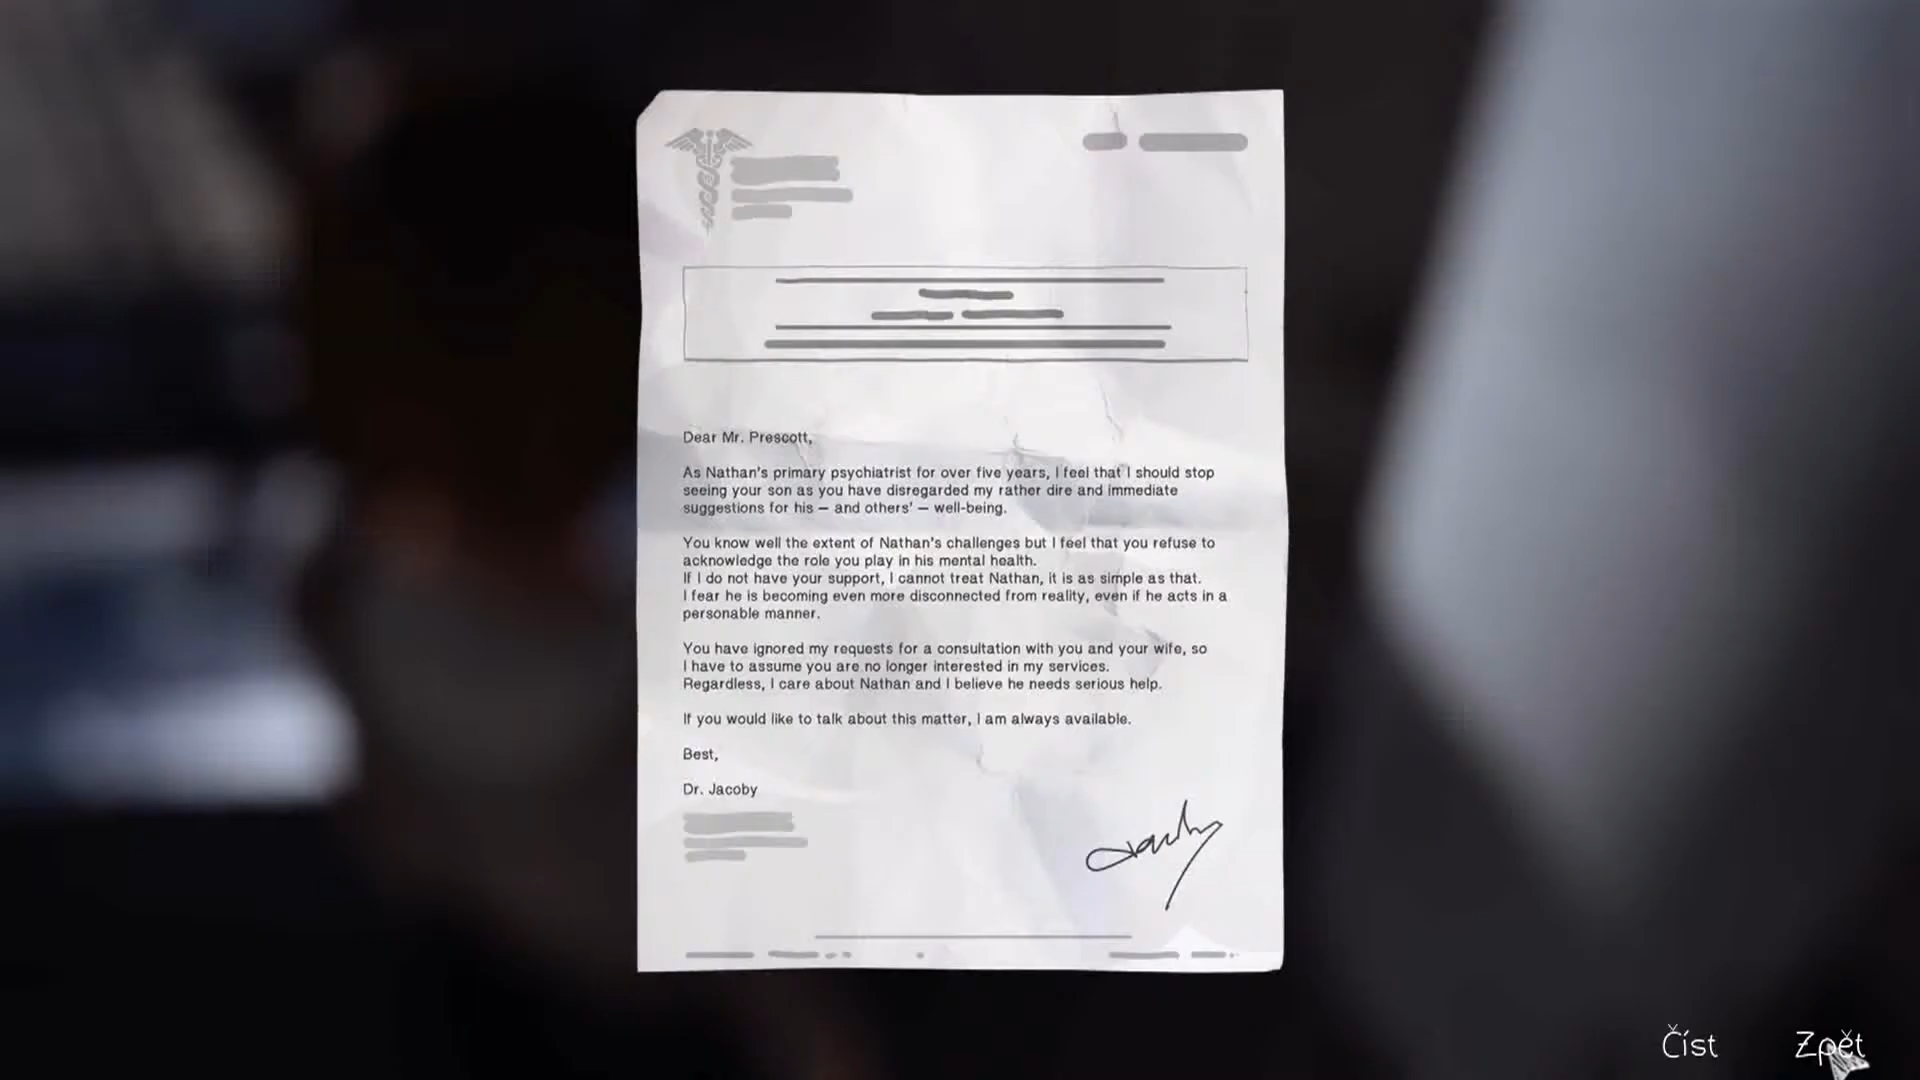 Dear Mr. Prescott,
As Nathan's primary psychiatrist for over five years, I feel that I should stop
seeing your son as you have disregarded my rather dire and immediate
suggestions for his – and others' – well-being.
You know well the extent of Nathan's challenges but I feel that you refuse to
acknowledge the role you play in his mental health.
If I do not have your support, I cannot treat Nathan, it is as simple as that.
I fear he is becoming even more disconnected from reality, even if he acts in a
personable manner.
You have ignored my requests for a consultation with you and your wife, so
I have to assume you are no longer interested in my services.
Regardless, I care about Nathan and I believe he needs serious help.
If you would like to talk about this matter, I am always available.
Best,
Dr. Jacoby
Číst Zpět